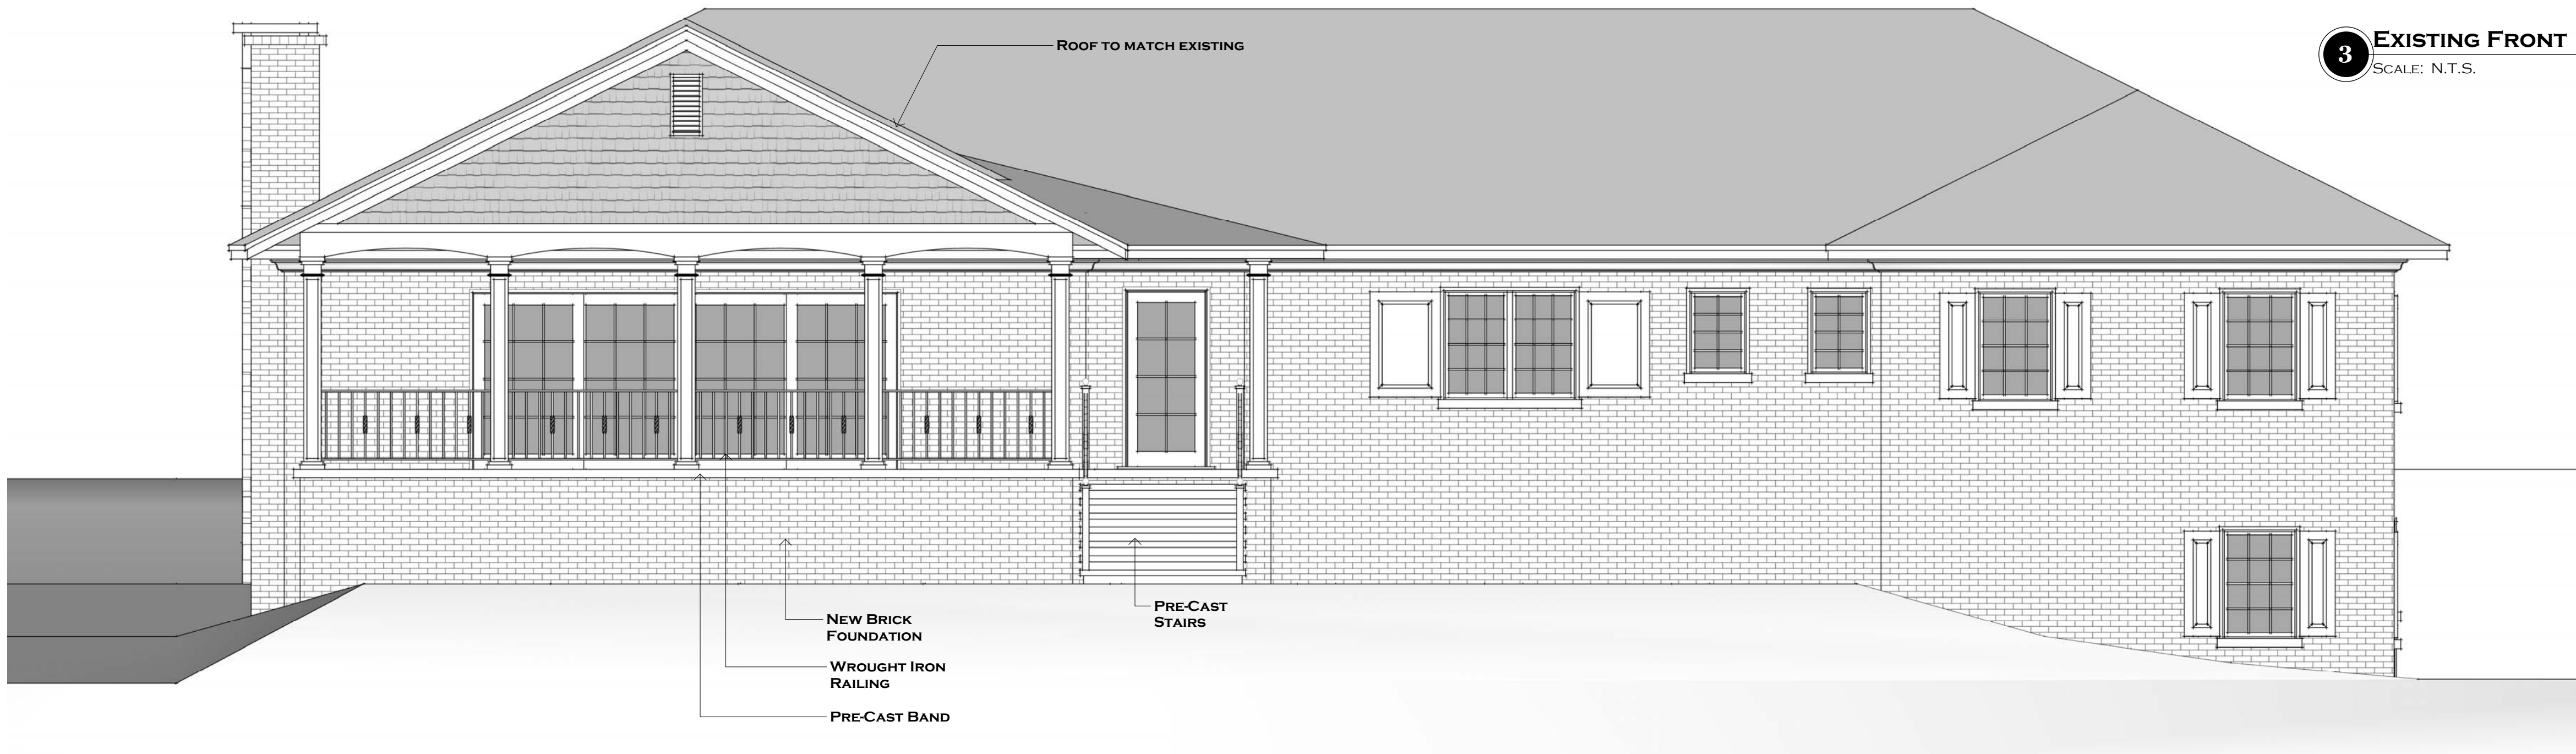 Roof to match existing
3
Existing Front
Scale: N.T.S.
New Brick
Foundation
Pre-Cast
Stairs
Wrought Iron
Railing
Pre-Cast Band